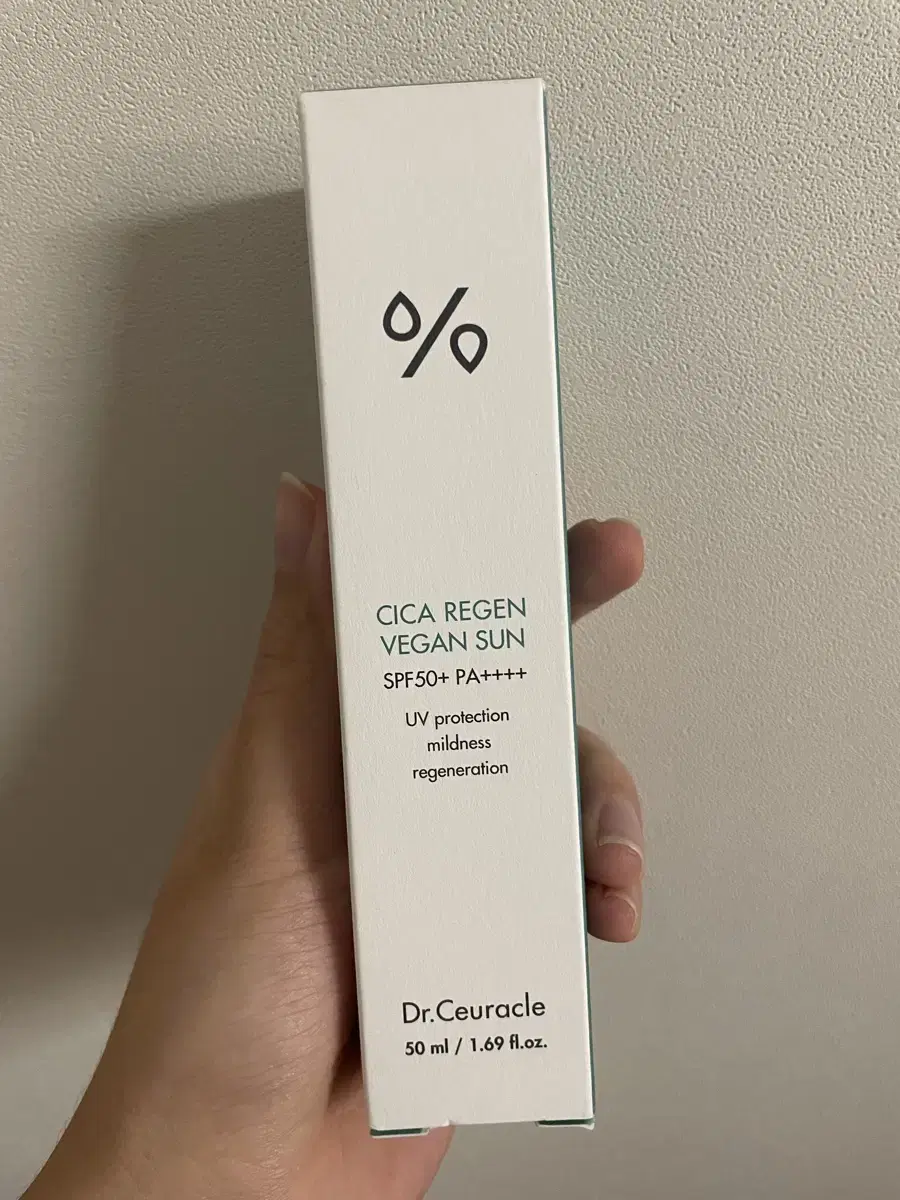 CICA REGEN
VEGAN SUN
SPF50+ PA++++
UV protection
mildness
regeneration
Dr.Ceuracle
50 ml / 1.69 fl.oz.